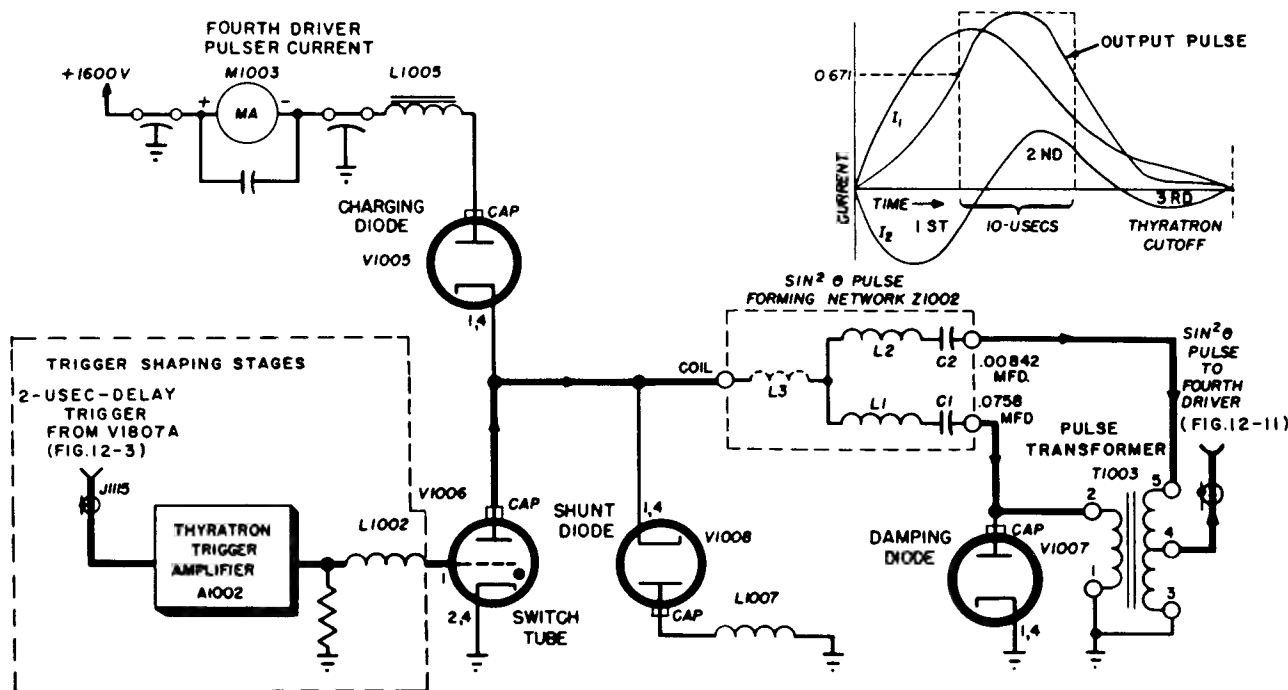 FOURTH DRIVER
PULSER CURRENT
+1600V
M1003
+
MA
-
L1005
CHARGING
DIODE
CAP
V1005
1,4
0.671
OUTPUT PULSE
I1
I2
CURRENT
TIME →
1 ST
2 ND
3 RD
10-USECS
THYRATRON
CUTOFF
SIN² θ PULSE
FORMING NETWORK Z1002
COIL
L3
L2
C2
.00842
MFD.
L1
C1
.0758
MFD
SIN²θ
PULSE
TO
FOURTH
DRIVER
(FIG.12-11)
PULSE
TRANSFORMER
T1003
5
2
4
1
3
TRIGGER SHAPING STAGES
2-USEC-DELAY
TRIGGER
FROM V1807A
(FIG.12-3)
J1115
THYRATRON
TRIGGER
AMPLIFIER
A1002
L1002
V1006
CAP
1
2,4
SWITCH
TUBE
SHUNT
DIODE
1,4
V1008
CAP
L1007
DAMPING
DIODE
CAP
V1007
1,4